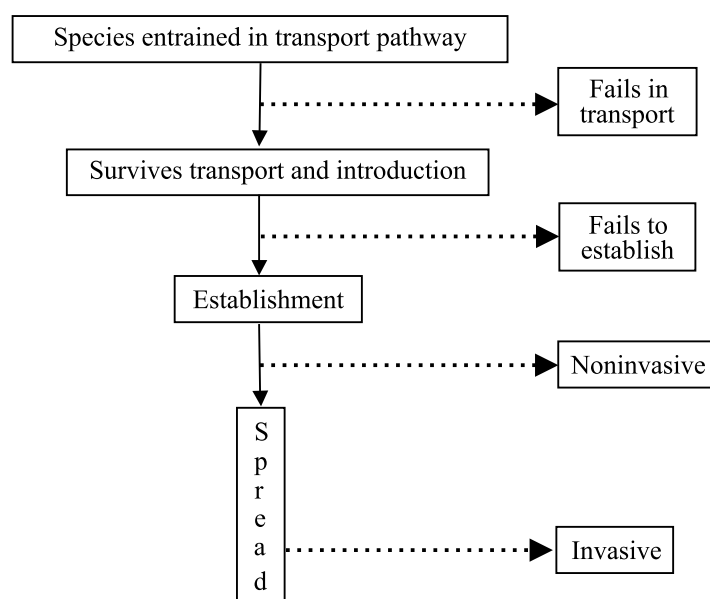 Species entrained in transport pathway
Fails in
transport
Survives transport and introduction
Fails to
establish
Establishment
Noninvasive
S
p
r
e
a
d
Invasive